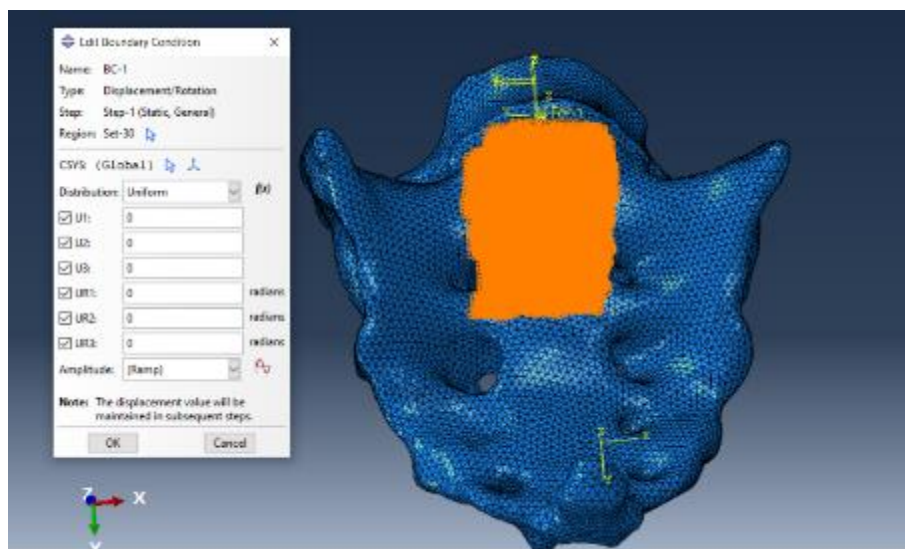 Edit Boundary Condition
Name: BC-1
Type: Displacement/Rotation
Step: Step-1 (Static, General)
Region: Set-30
CSYS: (Global)
Distribution: Uniform f(x)
U1: 0
U2: 0
U3: 0
UR1: 0 radians
UR2: 0 radians
UR3: 0 radians
Amplitude: (Ramp)
Note: The displacement value will be
maintained in subsequent steps.
OK Cancel
Z X
Y